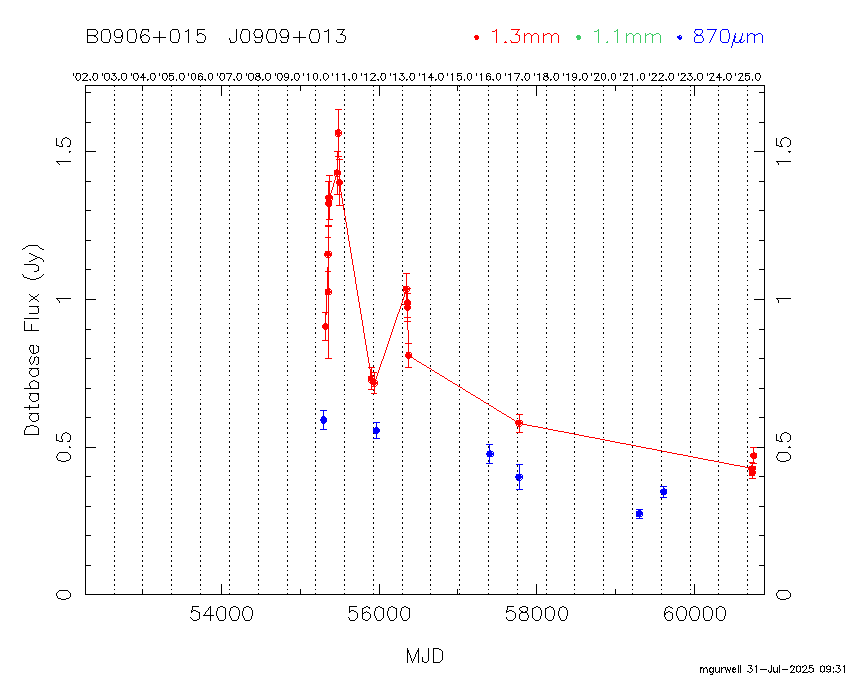 B0906+015 J0909+013 1.3mm 1.1mm 870μm
'02.0 '03.0 '04.0 '05.0 '06.0 '07.0 '08.0 '09.0 '10.0 '11.0 '12.0 '13.0 '14.0 '15.0 '16.0 '17.0 '18.0 '19.0 '20.0 '21.0 '22.0 '23.0 '24.0 '25.0
1.5 1.5
1 1
Database Flux (Jy)
0.5 0.5
0 0
54000 56000 58000 60000
MJD
mgurwell 31-Jul-2025 09:31